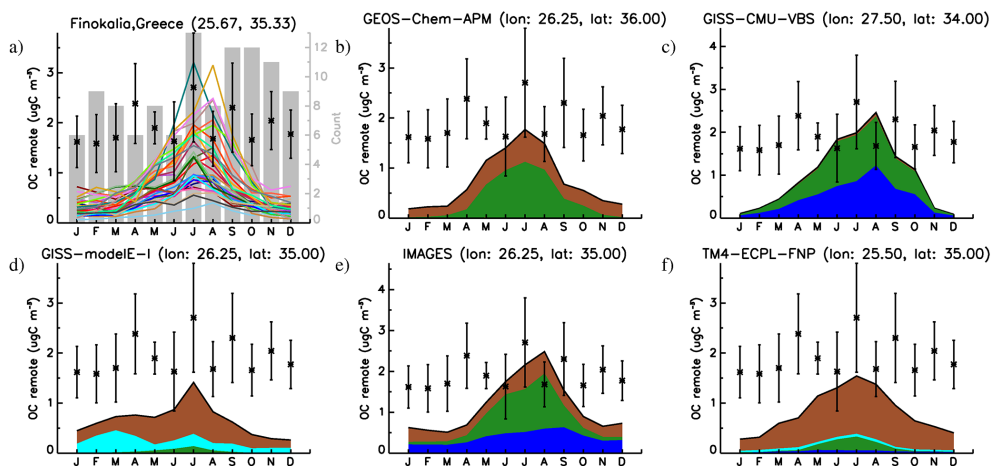 a)
Finokalia,Greece (25.67, 35.33)
OC remote (ugC m⁻³)
3
2
1
0
J F M A M J J A S O N D
13
12
10
8
6
4
2
0
Count
b)
GEOS-Chem-APM (lon: 26.25, lat: 36.00)
OC remote (ugC m⁻³)
3
2
1
0
J F M A M J J A S O N D
c)
GISS-CMU-VBS (lon: 27.50, lat: 34.00)
OC remote (ugC m⁻³)
4
3
2
1
0
J F M A M J J A S O N D
d)
GISS-modelE-I (lon: 26.25, lat: 35.00)
OC remote (ugC m⁻³)
3
2
1
0
J F M A M J J A S O N D
e)
IMAGES (lon: 26.25, lat: 35.00)
OC remote (ugC m⁻³)
4
3
2
1
0
J F M A M J J A S O N D
f)
TM4-ECPL-FNP (lon: 25.50, lat: 35.00)
OC remote (ugC m⁻³)
3
2
1
0
J F M A M J J A S O N D